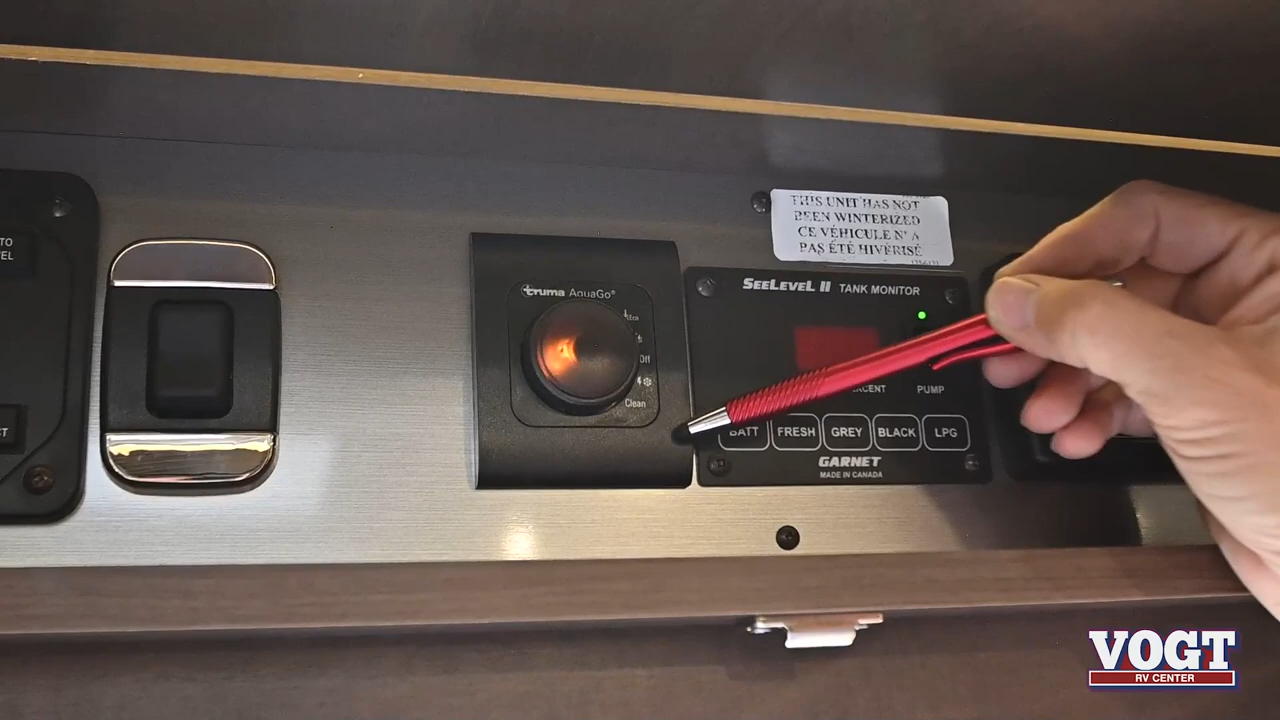 THIS UNIT HAS NOT
BEEN WINTERIZED
CE VÉHICULE N'A
PAS ÉTÉ HIVÉRISÉ
TO
truma AquaGo®
Eco
Off
Clean
SEELEVEL II TANK MONITOR
PUMP
BATT FRESH GREY BLACK LPG
GARNET
MADE IN CANADA
VOGT
RV CENTER